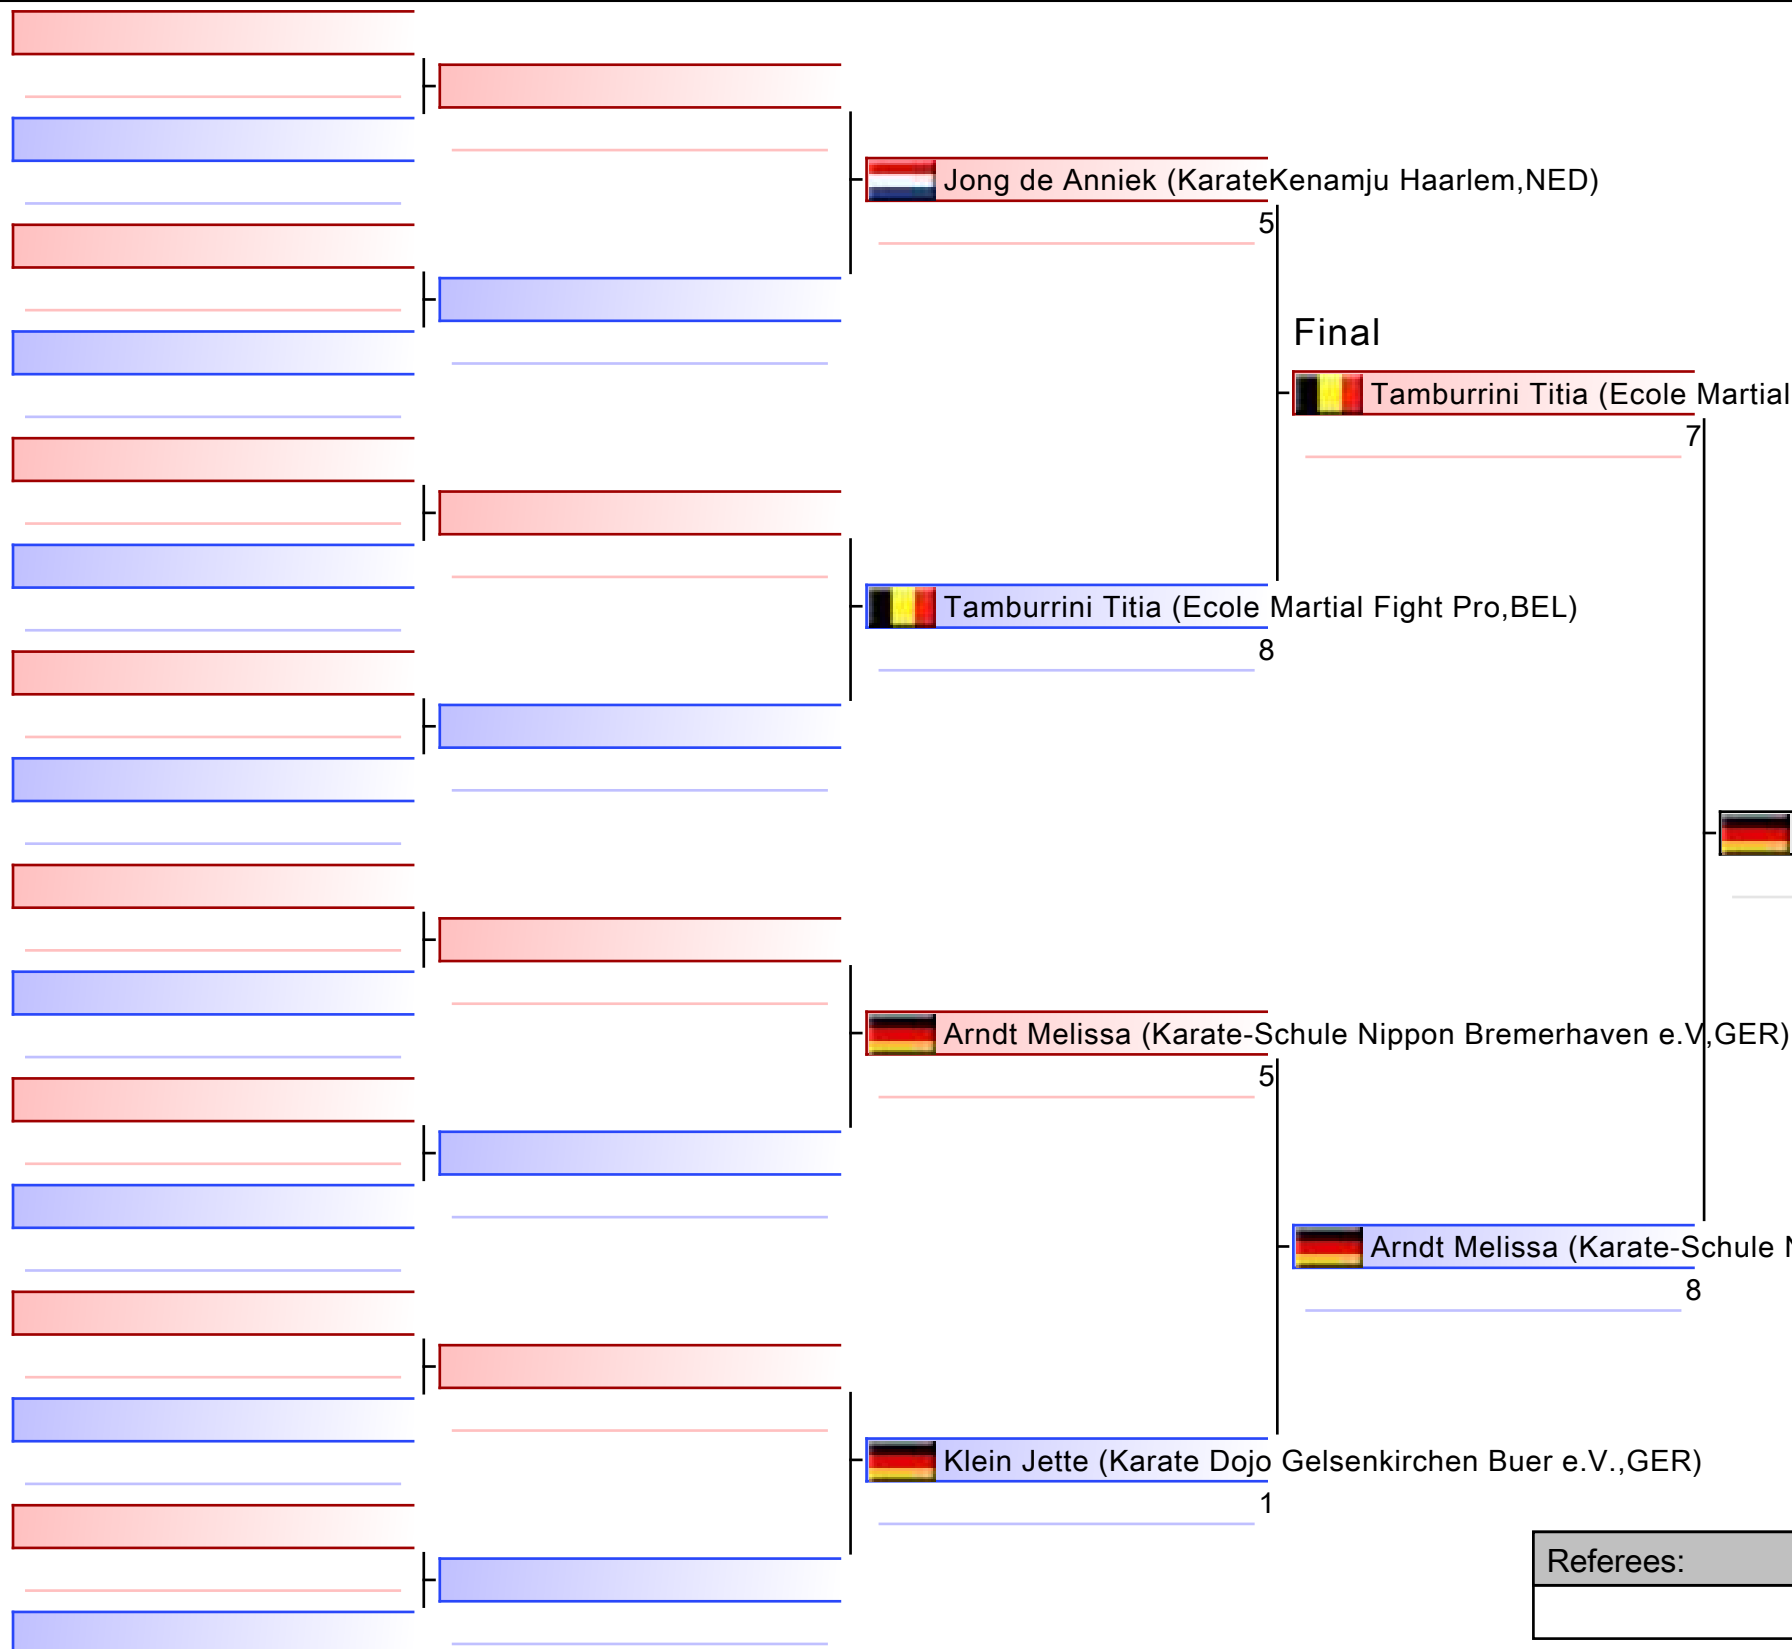 Jong de Anniek (KarateKenamju Haarlem,NED)
5
Final
Tamburrini Titia (Ecole Martial
7
Tamburrini Titia (Ecole Martial Fight Pro,BEL)
8
Arndt Melissa (Karate-Schule Nippon Bremerhaven e.V,GER)
5
Arndt Melissa (Karate-Schule N
8
Klein Jette (Karate Dojo Gelsenkirchen Buer e.V.,GER)
1
Referees: